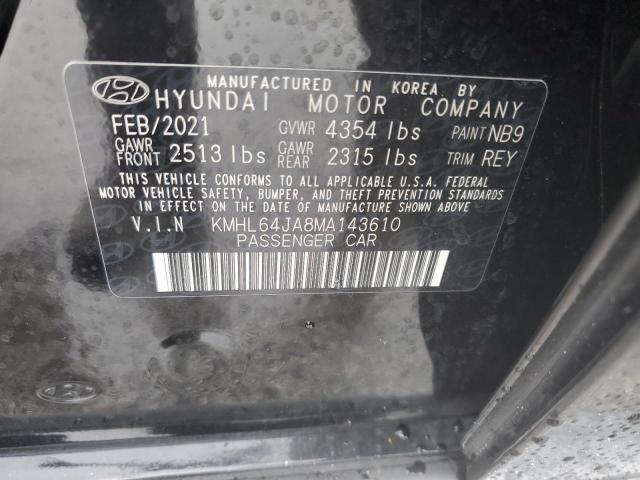 MANUFACTURED IN KOREA BY
HYUNDAI MOTOR COMPANY
FEB/2021 GVWR 4354 lbs PAINT NB9
GAWR FRONT 2513 lbs GAWR REAR 2315 lbs TRIM REY
THIS VEHICLE CONFORMS TO ALL APPLICABLE U.S.A. FEDERAL
MOTOR VEHICLE SAFETY, BUMPER, AND THEFT PREVENTION STANDARDS
IN EFFECT ON THE DATE OF MANUFACTURE SHOWN ABOVE
V.I.N KMHL64JA8MA143610
PASSENGER CAR